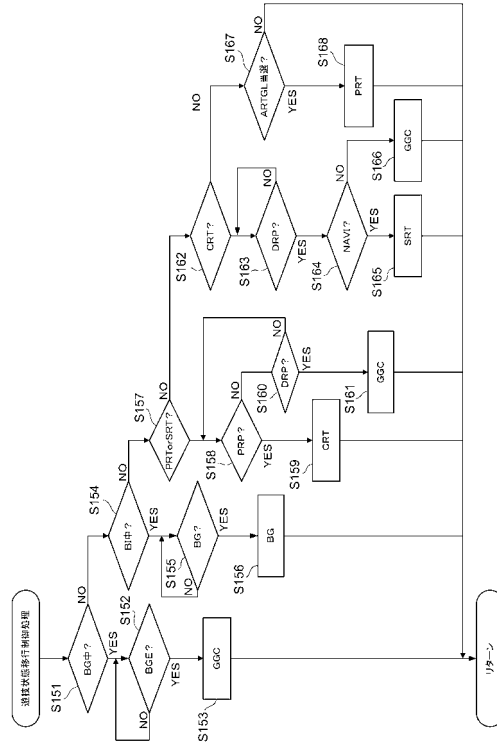 遊技状態移行制御処理
S151
BG中?
NO
YES
S152
BGE?
NO
YES
S153
GGC
S154
BI中?
NO
YES
S155
BG?
NO
YES
S156
BG
S157
PRTorSRT?
NO
S158
PRP?
NO
YES
S159
CRT
S160
DRP?
NO
YES
S161
GGC
S162
CRT?
NO
S163
DRP?
NO
YES
S164
NAVI?
NO
YES
S165
SRT
S166
GGC
S167
ARTGL当選?
NO
YES
S168
PRT
リターン